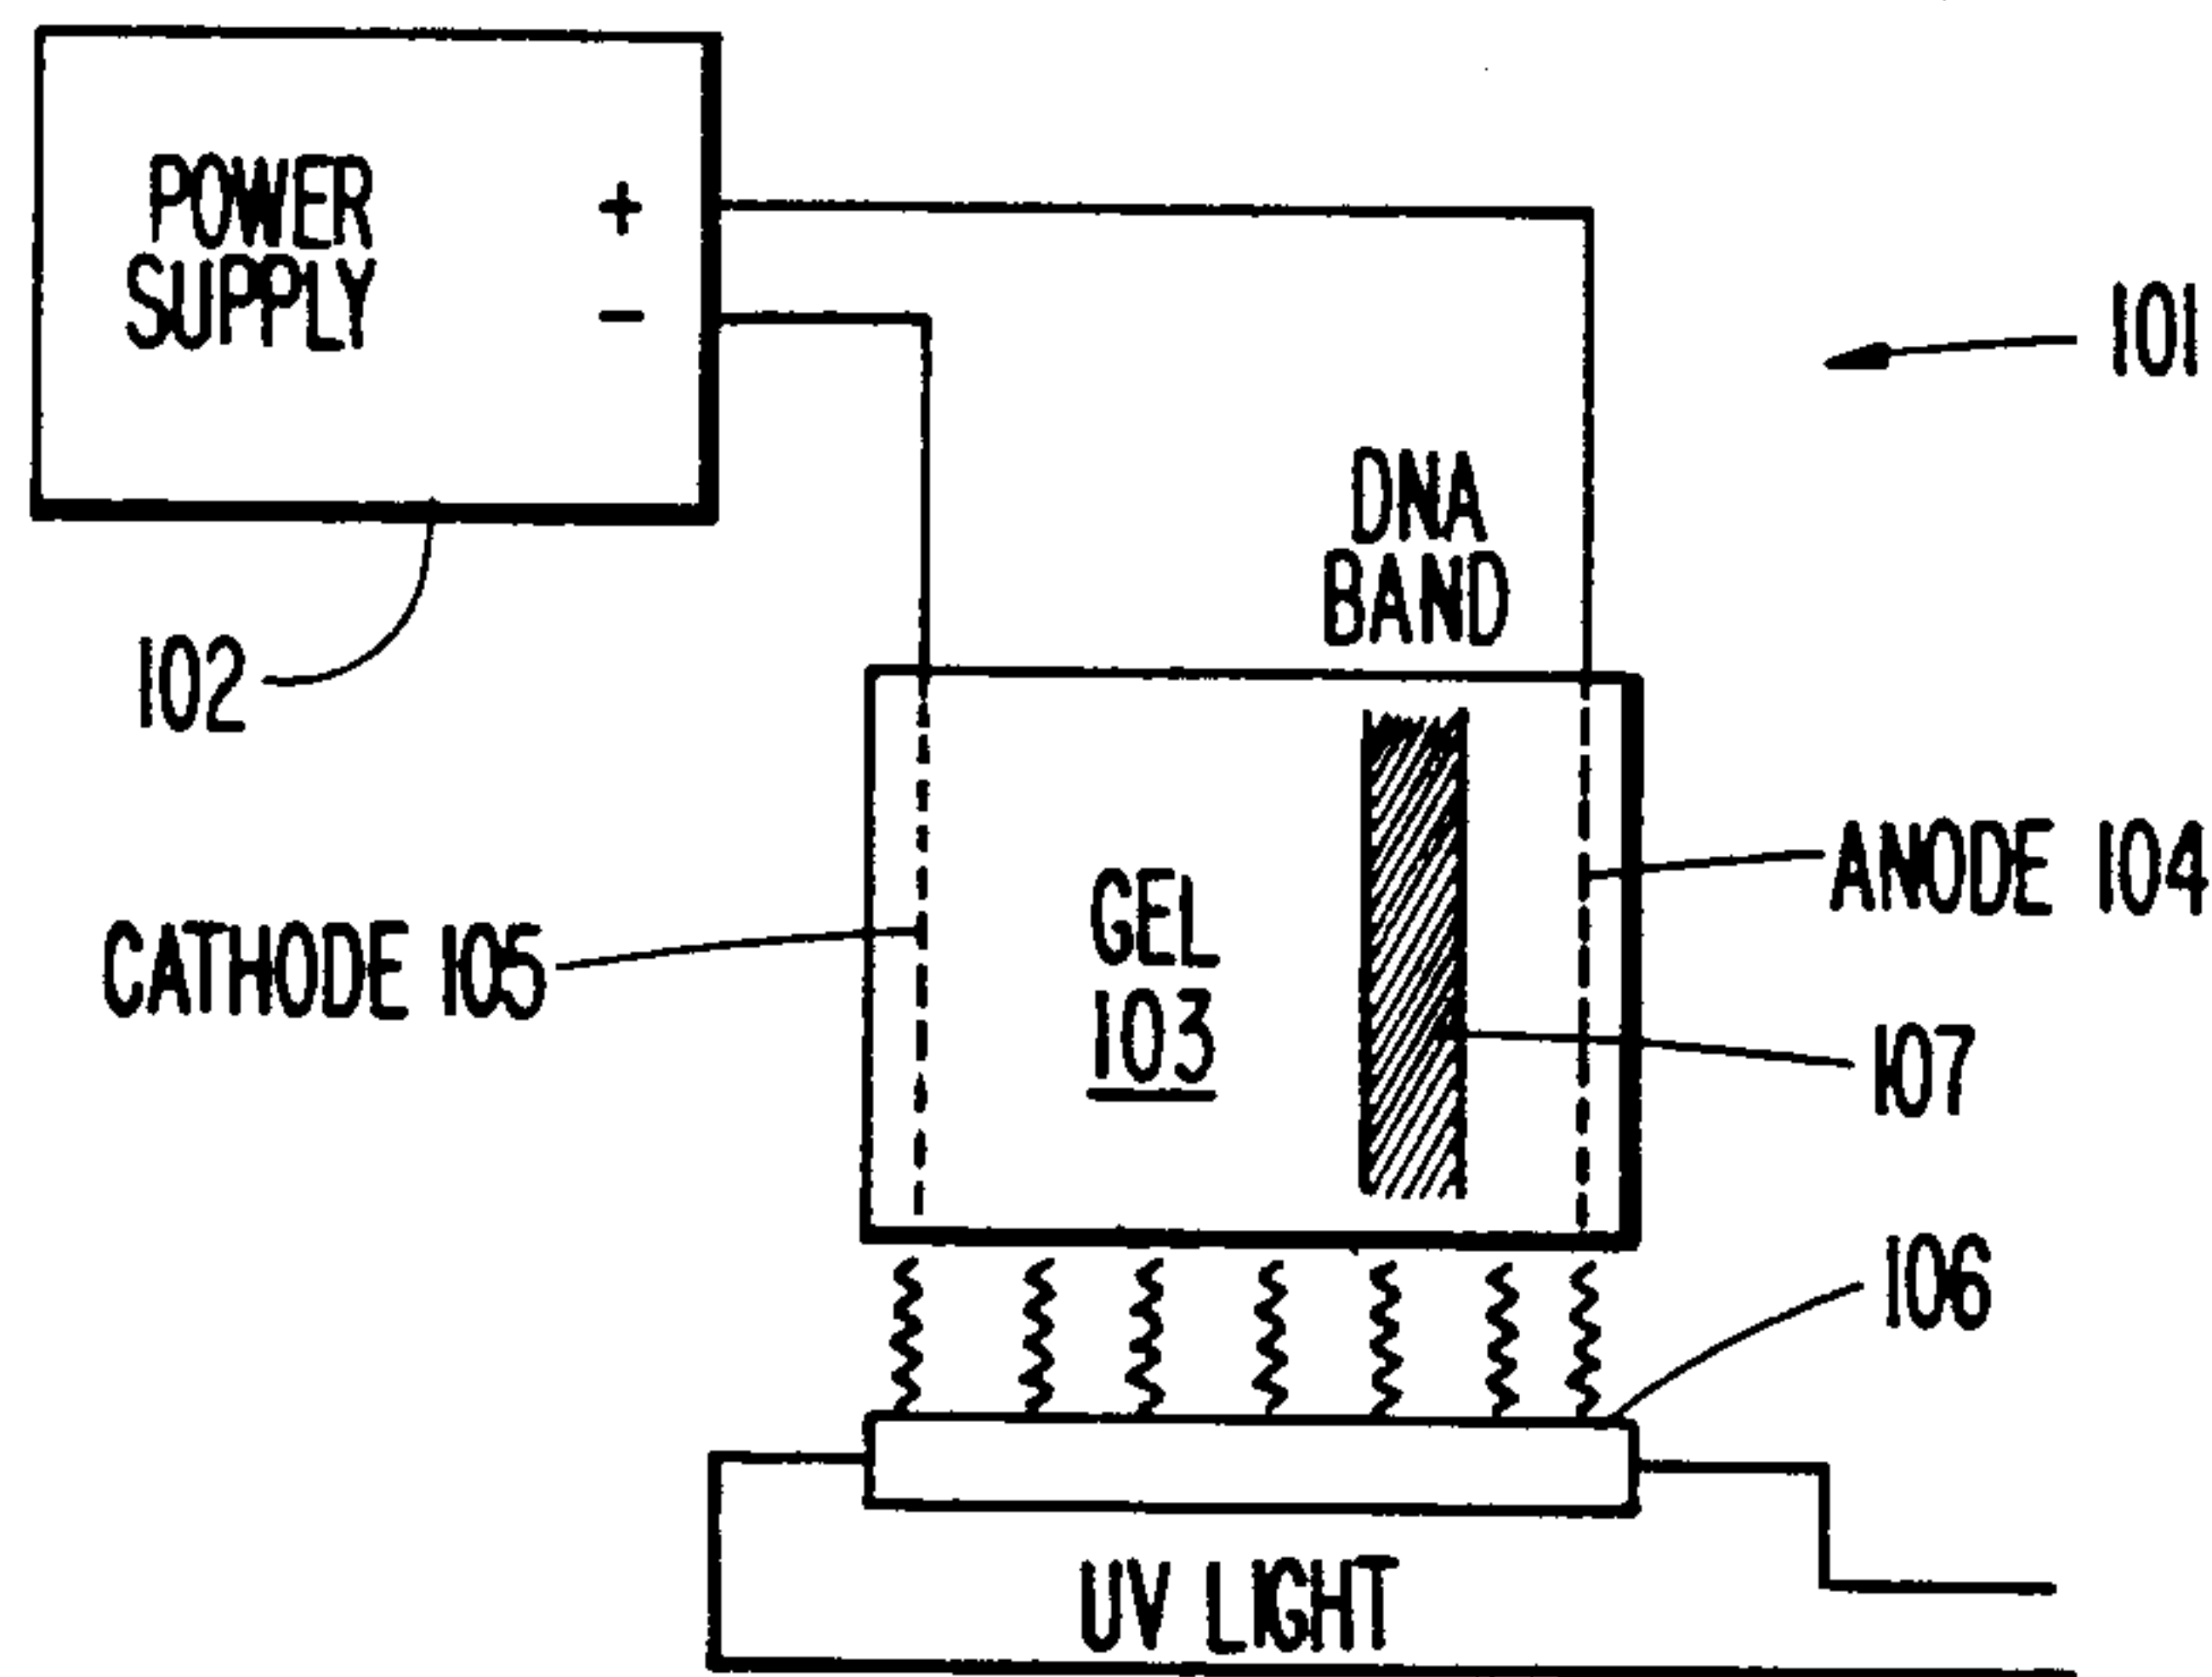 POWER
SUPPLY
+
−
101
DNA
BAND
102
CATHODE 105
GEL
103
ANODE 104
107
106
UV LIGHT